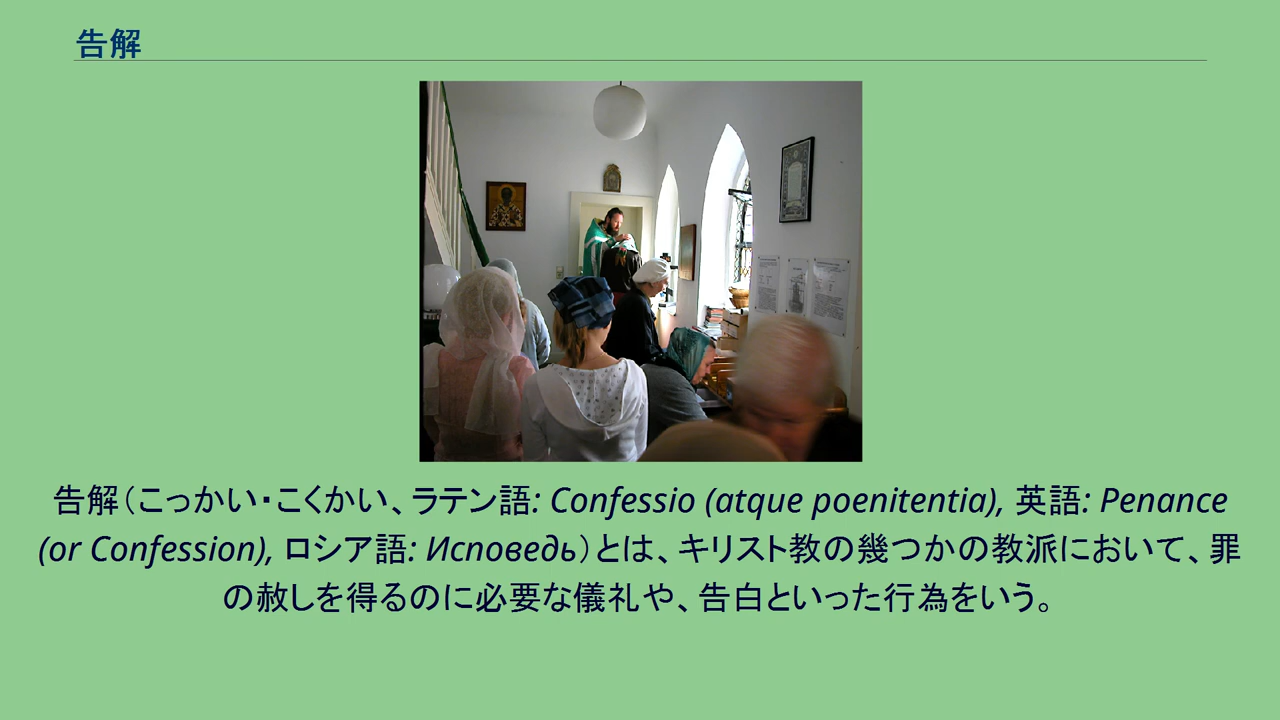 告解
告解（こっかい・こくかい、ラテン語: Confessio (atque poenitentia), 英語: Penance
(or Confession), ロシア語: Исповедь）とは、キリスト教の幾つかの教派において、罪
の赦しを得るのに必要な儀礼や、告白といった行為をいう。